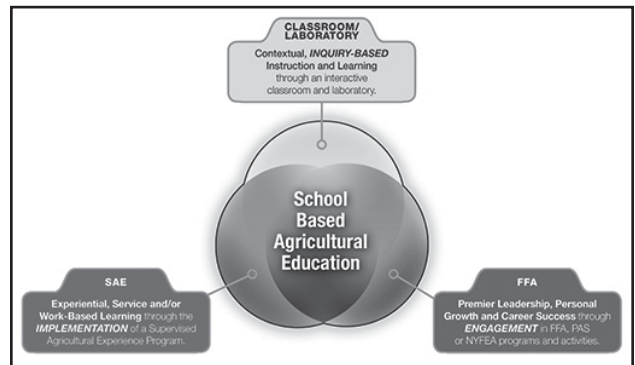 CLASSROOM/
LABORATORY
Contextual, INQUIRY-BASED
Instruction and Learning
through an interactive
classroom and laboratory.
School
Based
Agricultural
Education
SAE
Experiential, Service and/or
Work-Based Learning through the
IMPLEMENTATION of a Supervised
Agricultural Experience Program.
FFA
Premier Leadership, Personal
Growth and Career Success through
ENGAGEMENT in FFA, PAS
or NYFEA programs and activities.